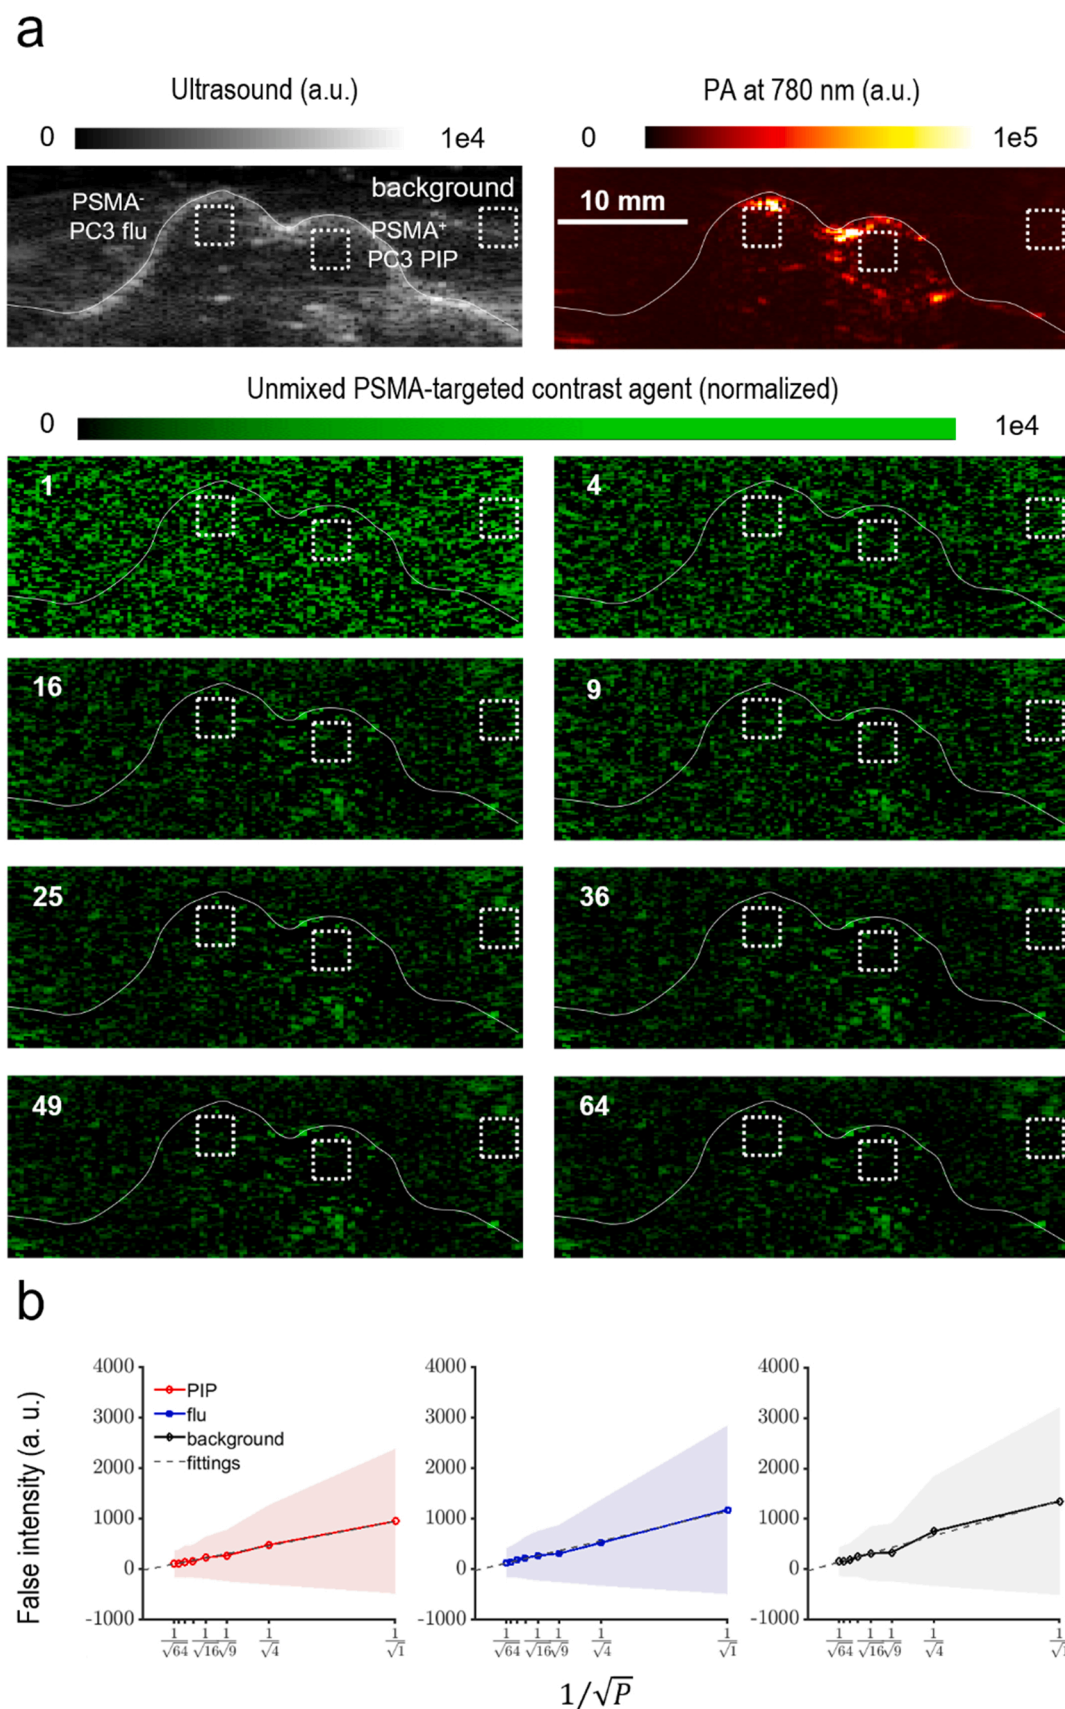 a
Ultrasound (a.u.)
0 1e4
PSMA-
PC3 flu
background
PSMA+
PC3 PIP
PA at 780 nm (a.u.)
0 1e5
10 mm
Unmixed PSMA-targeted contrast agent (normalized)
0 1e4
1 4
16 9
25 36
49 64
b
False intensity (a. u.)
4000
3000
2000
1000
0
-1000
PIP
flu
background
fittings
1/√64 1/√16 1/√9 1/√4 1/√1
4000
3000
2000
1000
0
-1000
1/√64 1/√16 1/√9 1/√4 1/√1
4000
3000
2000
1000
0
-1000
1/√64 1/√16 1/√9 1/√4 1/√1
1/√P